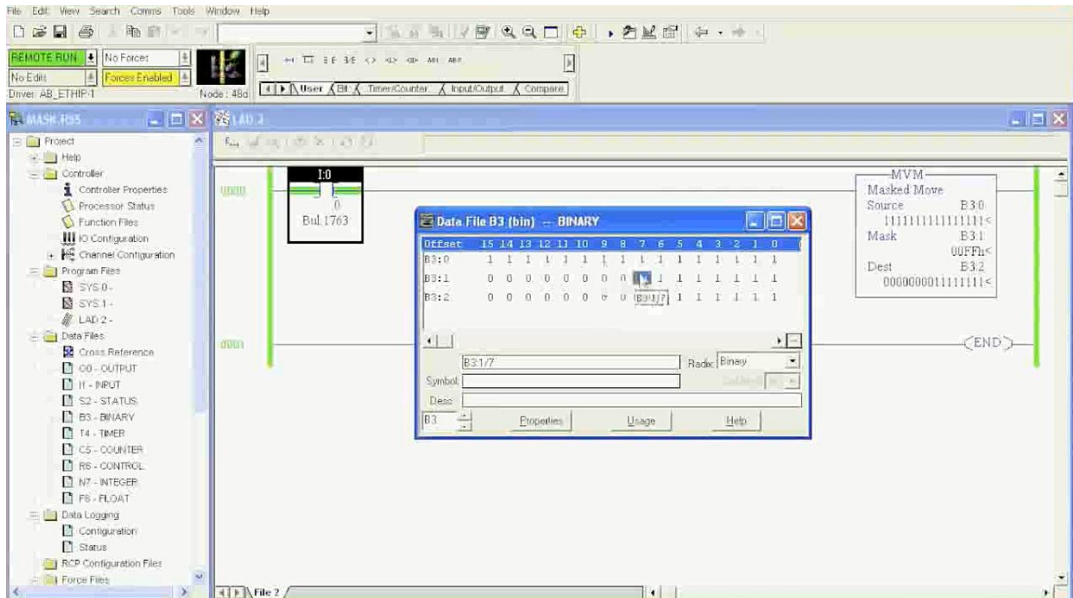 File Edit View Search Comms Tools Window Help
REMOTE RUN No Forces
No Edits Forces Enabled
Driver: AB_ETHIP-1 Node : 48d
User Bit Timer/Counter Input/Output Compare
MASK.RSS
Project
Help
Controller
Controller Properties
Processor Status
Function Files
IO Configuration
Channel Configuration
Program Files
SYS 0 -
SYS 1 -
LAD 2 -
Data Files
Cross Reference
O0 - OUTPUT
I1 - INPUT
S2 - STATUS
B3 - BINARY
T4 - TIMER
C5 - COUNTER
R6 - CONTROL
N7 - INTEGER
F8 - FLOAT
Data Logging
Configuration
Status
RCP Configuration Files
Force Files
LAD 2
0000
I:0
0
Bul.1763
MVM
Masked Move
Source B3:0
1111111111111111<
Mask B3:1
00FFh<
Dest B3:2
0000000011111111<
0001
END
Data File B3 (bin) -- BINARY
Offset 15 14 13 12 11 10 9 8 7 6 5 4 3 2 1 0
B3:0 1 1 1 1 1 1 1 1 1 1 1 1 1 1 1 1
B3:1 0 0 0 0 0 0 0 0 1 1 1 1 1 1 1
B3:2 0 0 0 0 0 0 0 0 1 1 1 1 1 1
B3:1/7
B3:1/7 Radix: Binary
Symbol:
Desc:
B3 Properties Usage Help
File 2